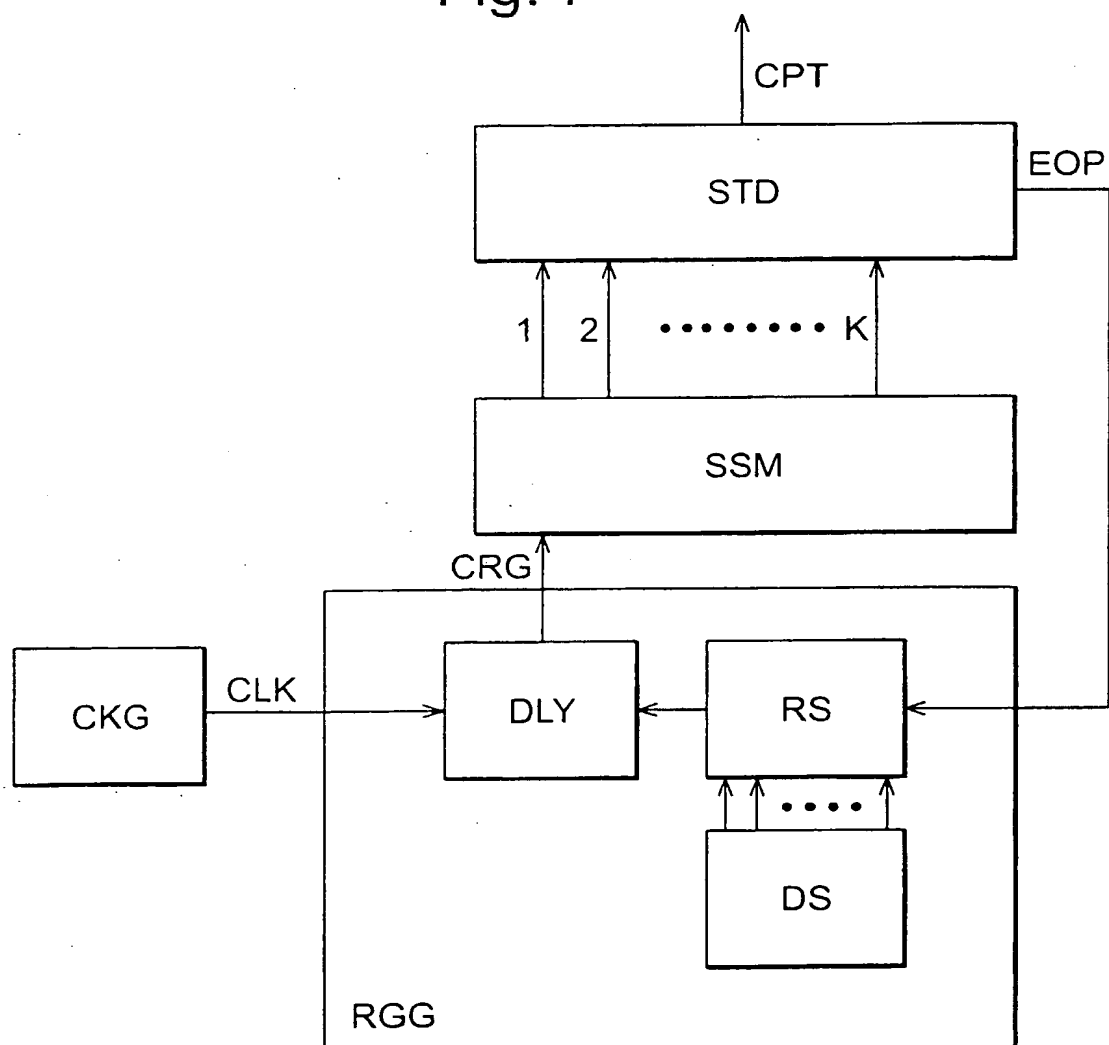 CPT
STD
EOP
1 2 ........ K
SSM
CRG
CKG
CLK
DLY
RS
....
DS
RGG